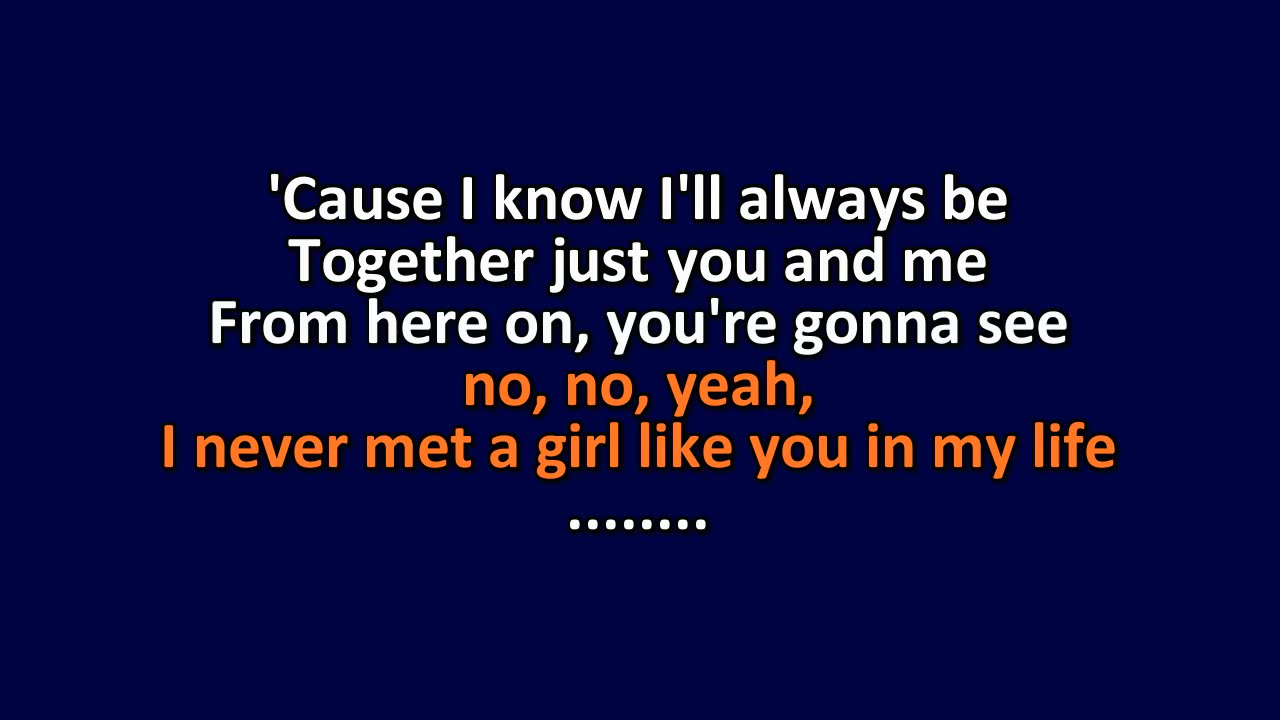 'Cause I know I'll always be
Together just you and me
From here on, you're gonna see
no, no, yeah,
I never met a girl like you in my life
........